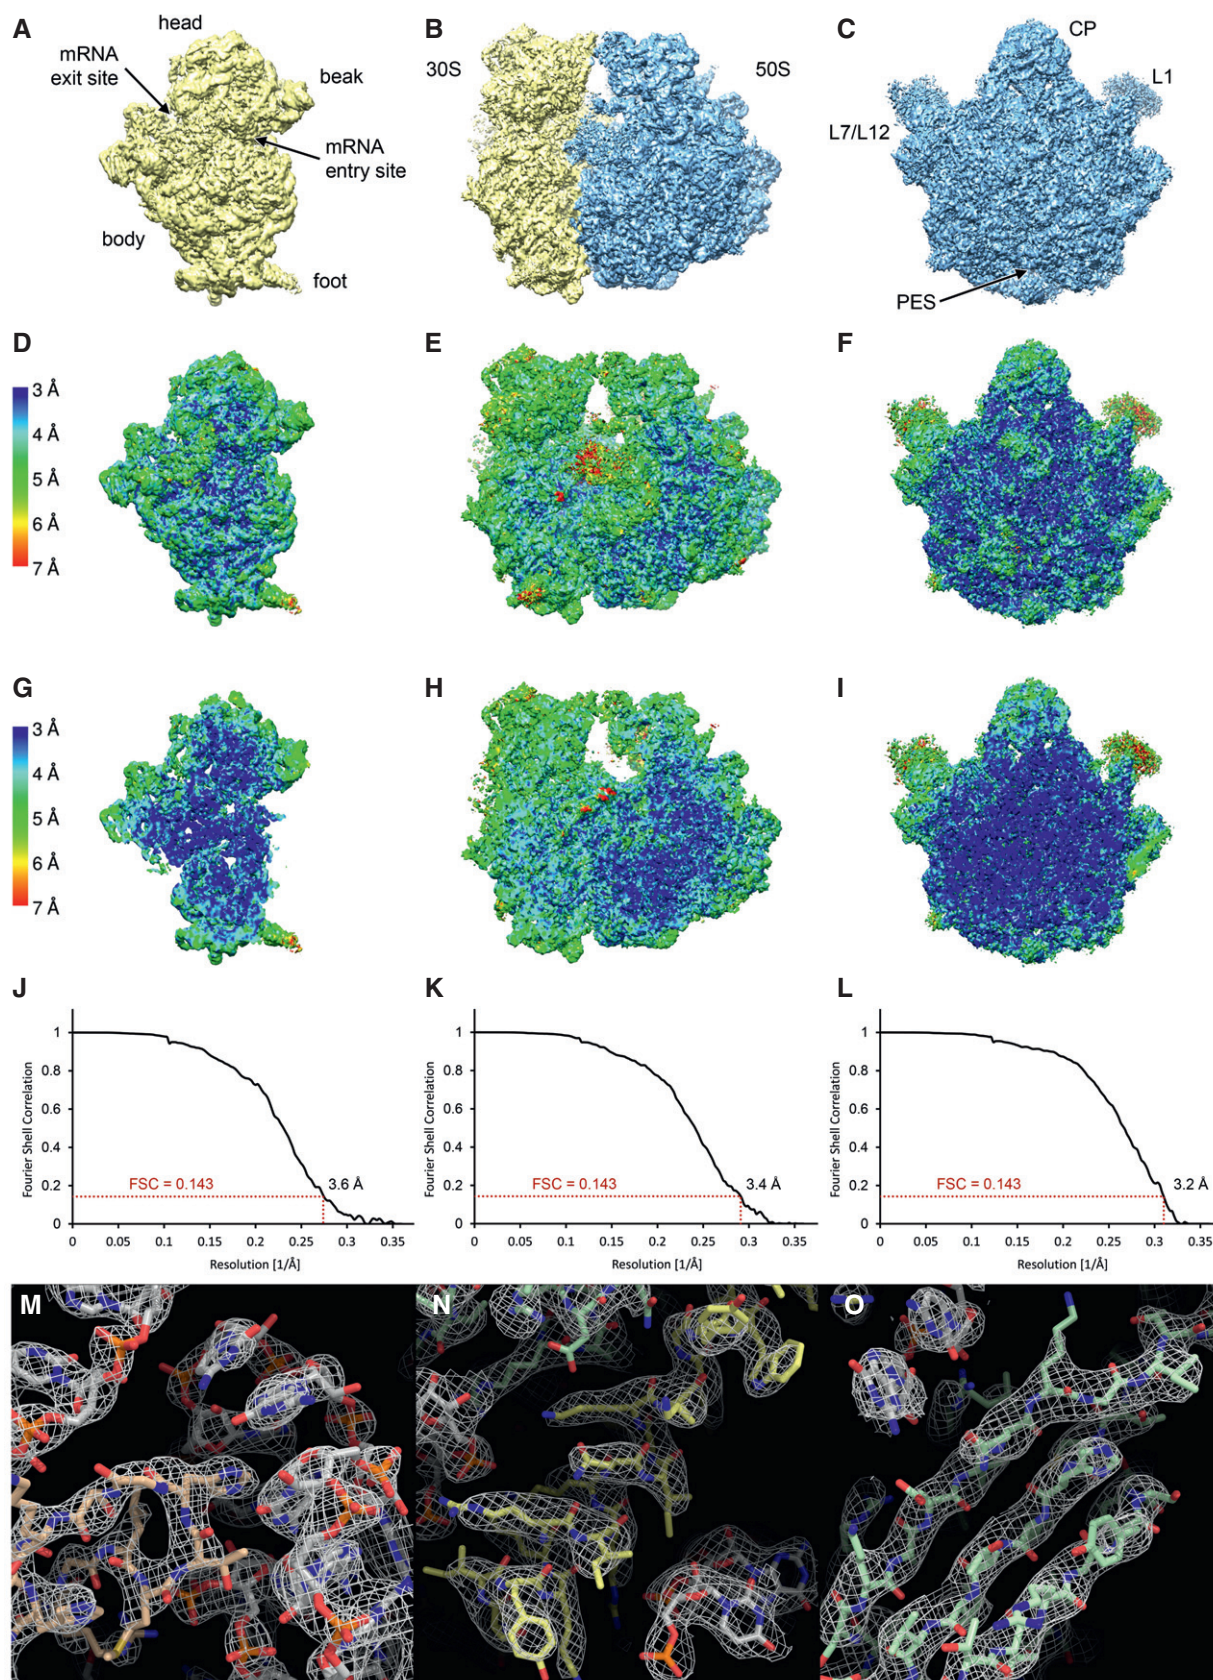 A
head
mRNA
exit site
beak
mRNA
entry site
body
foot
B
30S
50S
C
CP
L1
L7/L12
PES
D
3 Å
4 Å
5 Å
6 Å
7 Å
E
F
G
3 Å
4 Å
5 Å
6 Å
7 Å
H
I
J
Fourier Shell Correlation
1
0.8
0.6
0.4
0.2
0
FSC = 0.143
3.6 Å
0 0.05 0.1 0.15 0.2 0.25 0.3 0.35
Resolution [1/Å]
K
Fourier Shell Correlation
1
0.8
0.6
0.4
0.2
0
FSC = 0.143
3.4 Å
0 0.05 0.1 0.15 0.2 0.25 0.3 0.35
Resolution [1/Å]
L
Fourier Shell Correlation
1
0.8
0.6
0.4
0.2
0
FSC = 0.143
3.2 Å
0 0.05 0.1 0.15 0.2 0.25 0.3 0.35
Resolution [1/Å]
M
N
O